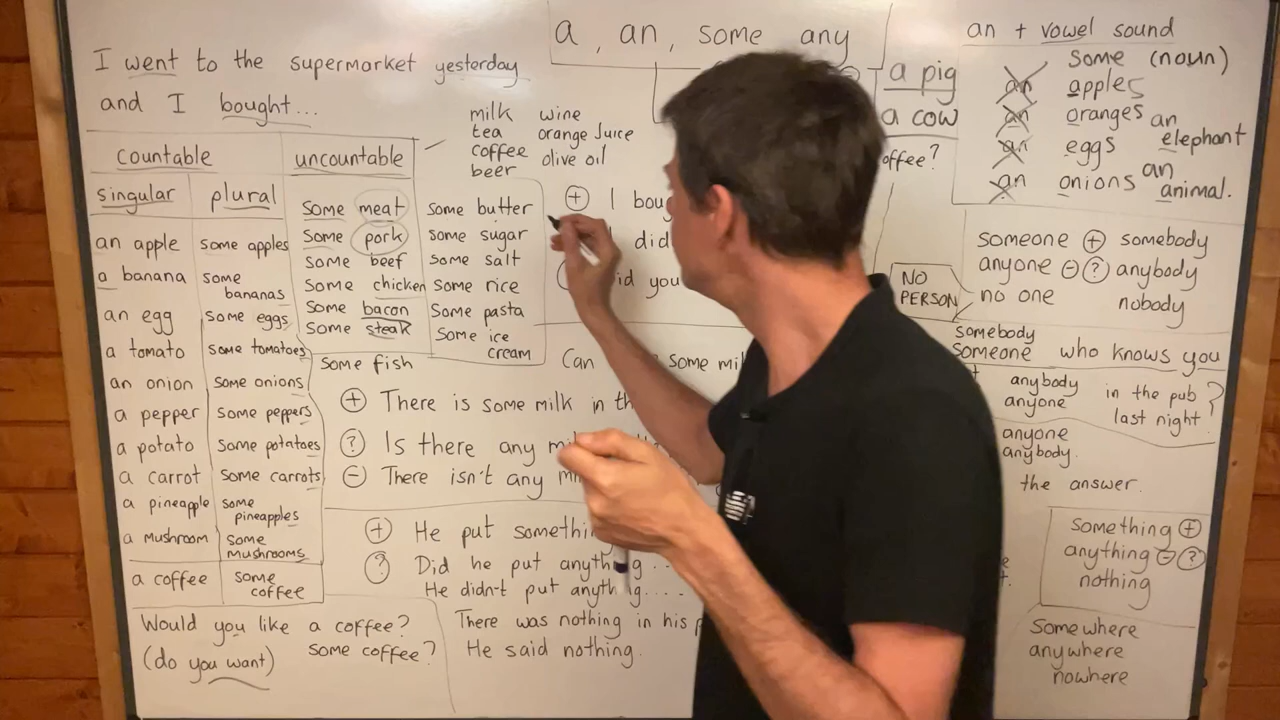 a, an, some any
I went to the supermarket yesterday
and I bought...
countable
uncountable
singular
plural
an apple some apples
a banana some bananas
an egg some eggs
a tomato some tomatoes
an onion some onions
a pepper some peppers
a potato some potatoes
a carrot some carrots
a pineapple some pineapples
a mushroom some mushrooms
a coffee some coffee
some meat
some pork
some beef
some chicken
some bacon
some steak
some fish
some butter
some sugar
some salt
some rice
some pasta
some ice
cream
milk wine
tea orange Juice
coffee olive oil
beer
+ I
did
you
Can some
+ There is some milk in
? Is there any
- There isn't any
+ He put
? Did he put
He didn't put
There was nothing in his
He said nothing.
Would you like a coffee?
(do you want) some coffee?
a pig
a cow
an + vowel sound
some (noun)
an apples
an oranges
an eggs
an onions
an elephant
an animal.
someone + somebody
anyone - ? anybody
no one nobody
NO
PERSON
somebody
someone who knows you
anybody
anyone
in the pub
last night?
anyone
anybody.
the answer.
something +
anything - ?
nothing
somewhere
anywhere
nowhere